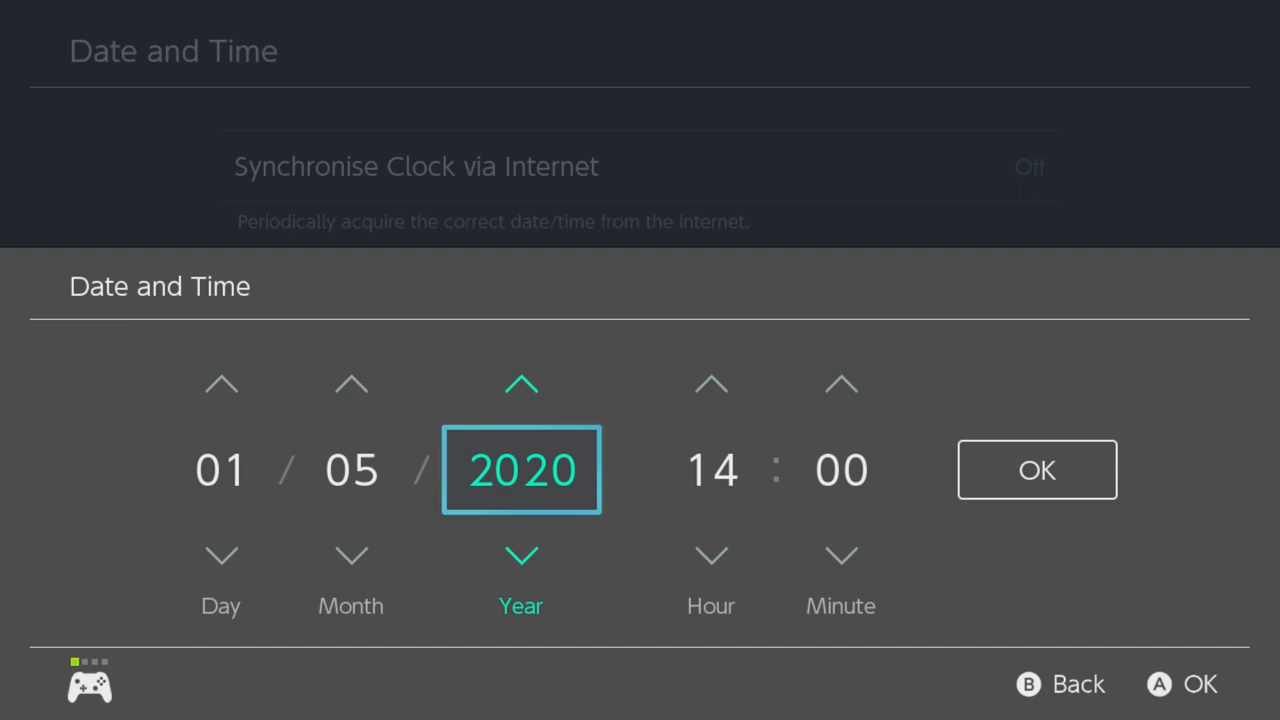 Date and Time
Synchronise Clock via Internet Off
Periodically acquire the correct date/time from the internet.
Date and Time
01 / 05 / 2020 14 : 00 OK
Day Month Year Hour Minute
B Back A OK